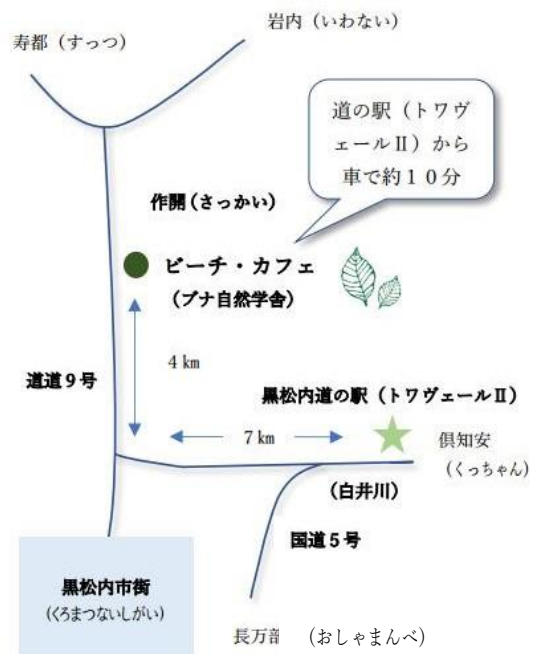 岩内（いわない）
寿都（すっつ）
道の駅（トワヴ
ェールⅡ）から
車で約１０分
作開（さっかい）
ビーチ・カフェ
（ブナ自然学舎）
4 ㎞
道道９号
黒松内道の駅（トワヴェールⅡ）
7 ㎞
倶知安
（くっちゃん）
（白井川）
国道５号
黒松内市街
（くろまつないしがい）
長万部　（おしゃまんべ）